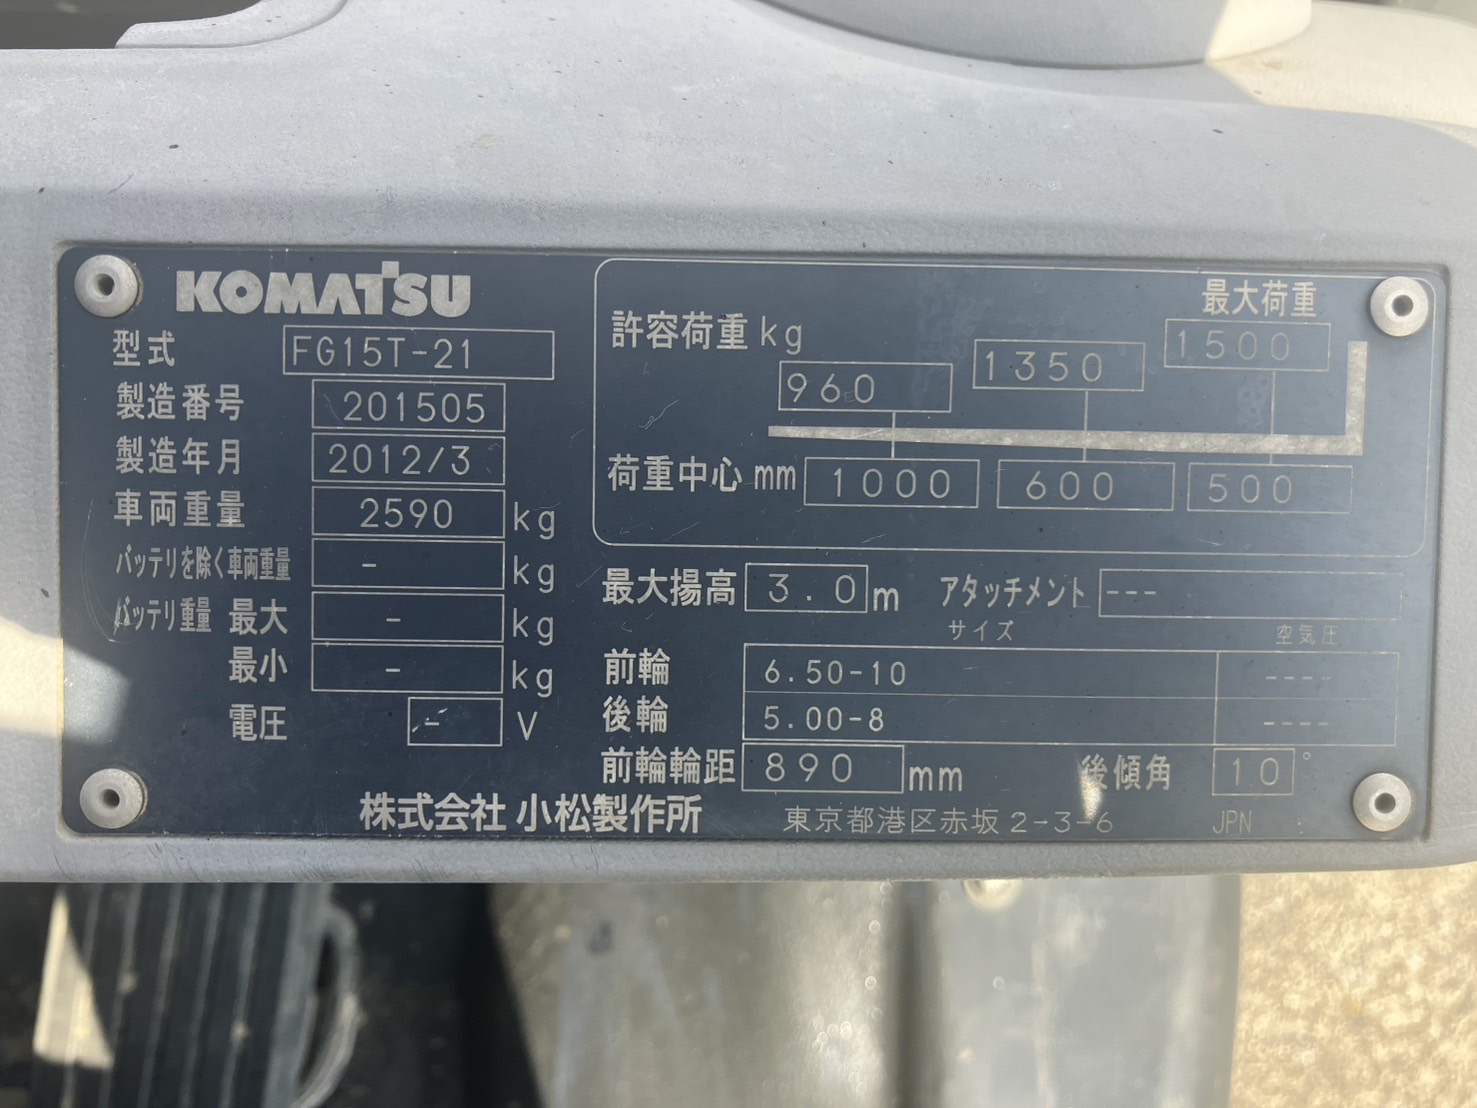 KOMATSU
型式 FG15T-21
製造番号 201505
製造年月 2012/3
車両重量 2590 kg
バッテリを除く車両重量 - kg
バッテリ重量 最大 - kg
最小 - kg
電圧 - V
最大荷重
許容荷重kg 960 1350 1500
荷重中心mm 1000 600 500
最大揚高 3.0 m アタッチメント ---
サイズ 空気圧
前輪 6.50-10 ----
後輪 5.00-8 ----
前輪輪距 890 mm 後傾角 10°
株式会社 小松製作所 東京都港区赤坂2-3-6 JPN